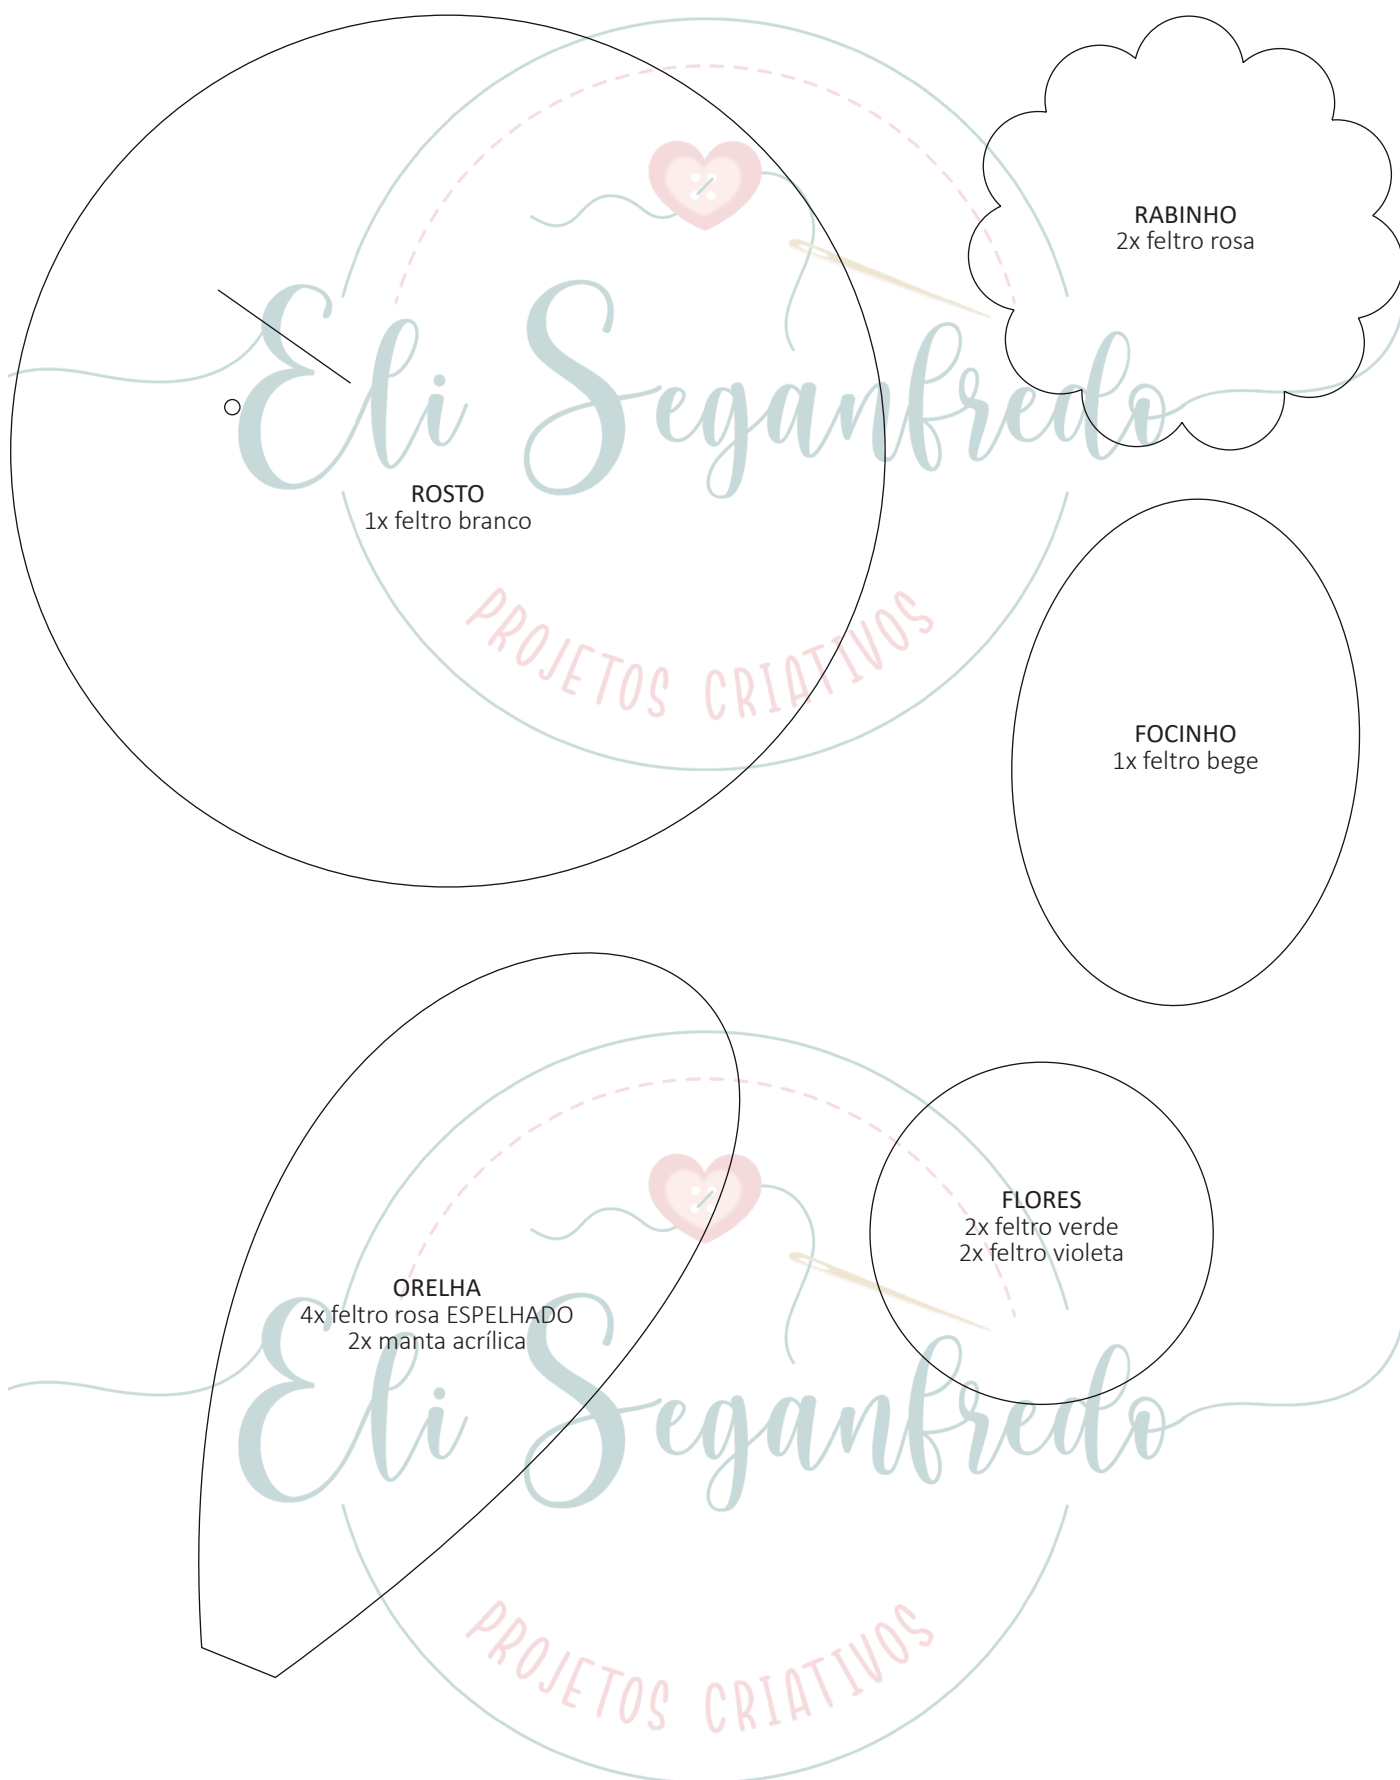 RABINHO
2x feltro rosa
Eli Seganfredo
ROSTO
1x feltro branco
PROJETOS CRIATIVOS
FOCINHO
1x feltro bege
FLORES
2x feltro verde
2x feltro violeta
ORELHA
4x feltro rosa ESPELHADO
2x manta acrílica
Eli Seganfredo
PROJETOS CRIATIVOS